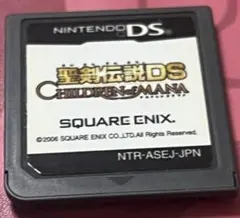 NINTENDO DS
聖剣伝説DS
CHILDREN of MANA
SQUARE ENIX.
©2006 SQUARE ENIX CO.,LTD.All Rights Reserved.
NTR-ASEJ-JPN